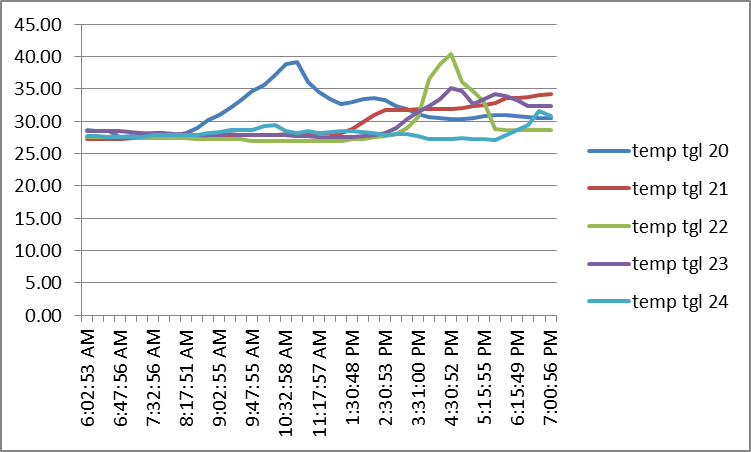 45.00
40.00
35.00
30.00
25.00
20.00
15.00
10.00
5.00
0.00
6:02:53 AM
6:47:56 AM
7:32:56 AM
8:17:51 AM
9:02:55 AM
9:47:55 AM
10:32:58 AM
11:17:57 AM
1:30:48 PM
2:30:53 PM
3:31:00 PM
4:30:52 PM
5:15:55 PM
6:15:49 PM
7:00:56 PM
temp tgl 20
temp tgl 21
temp tgl 22
temp tgl 23
temp tgl 24